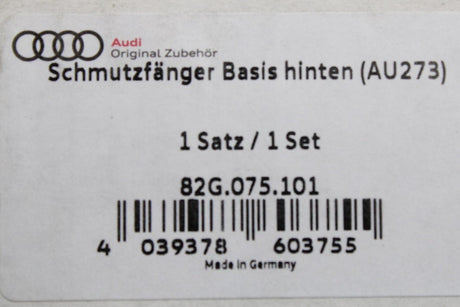 Audi
Original Zubehör
Schmutzfänger Basis hinten (AU273)
1 Satz / 1 Set
82G.075.101
4 039378 603755
Made in Germany